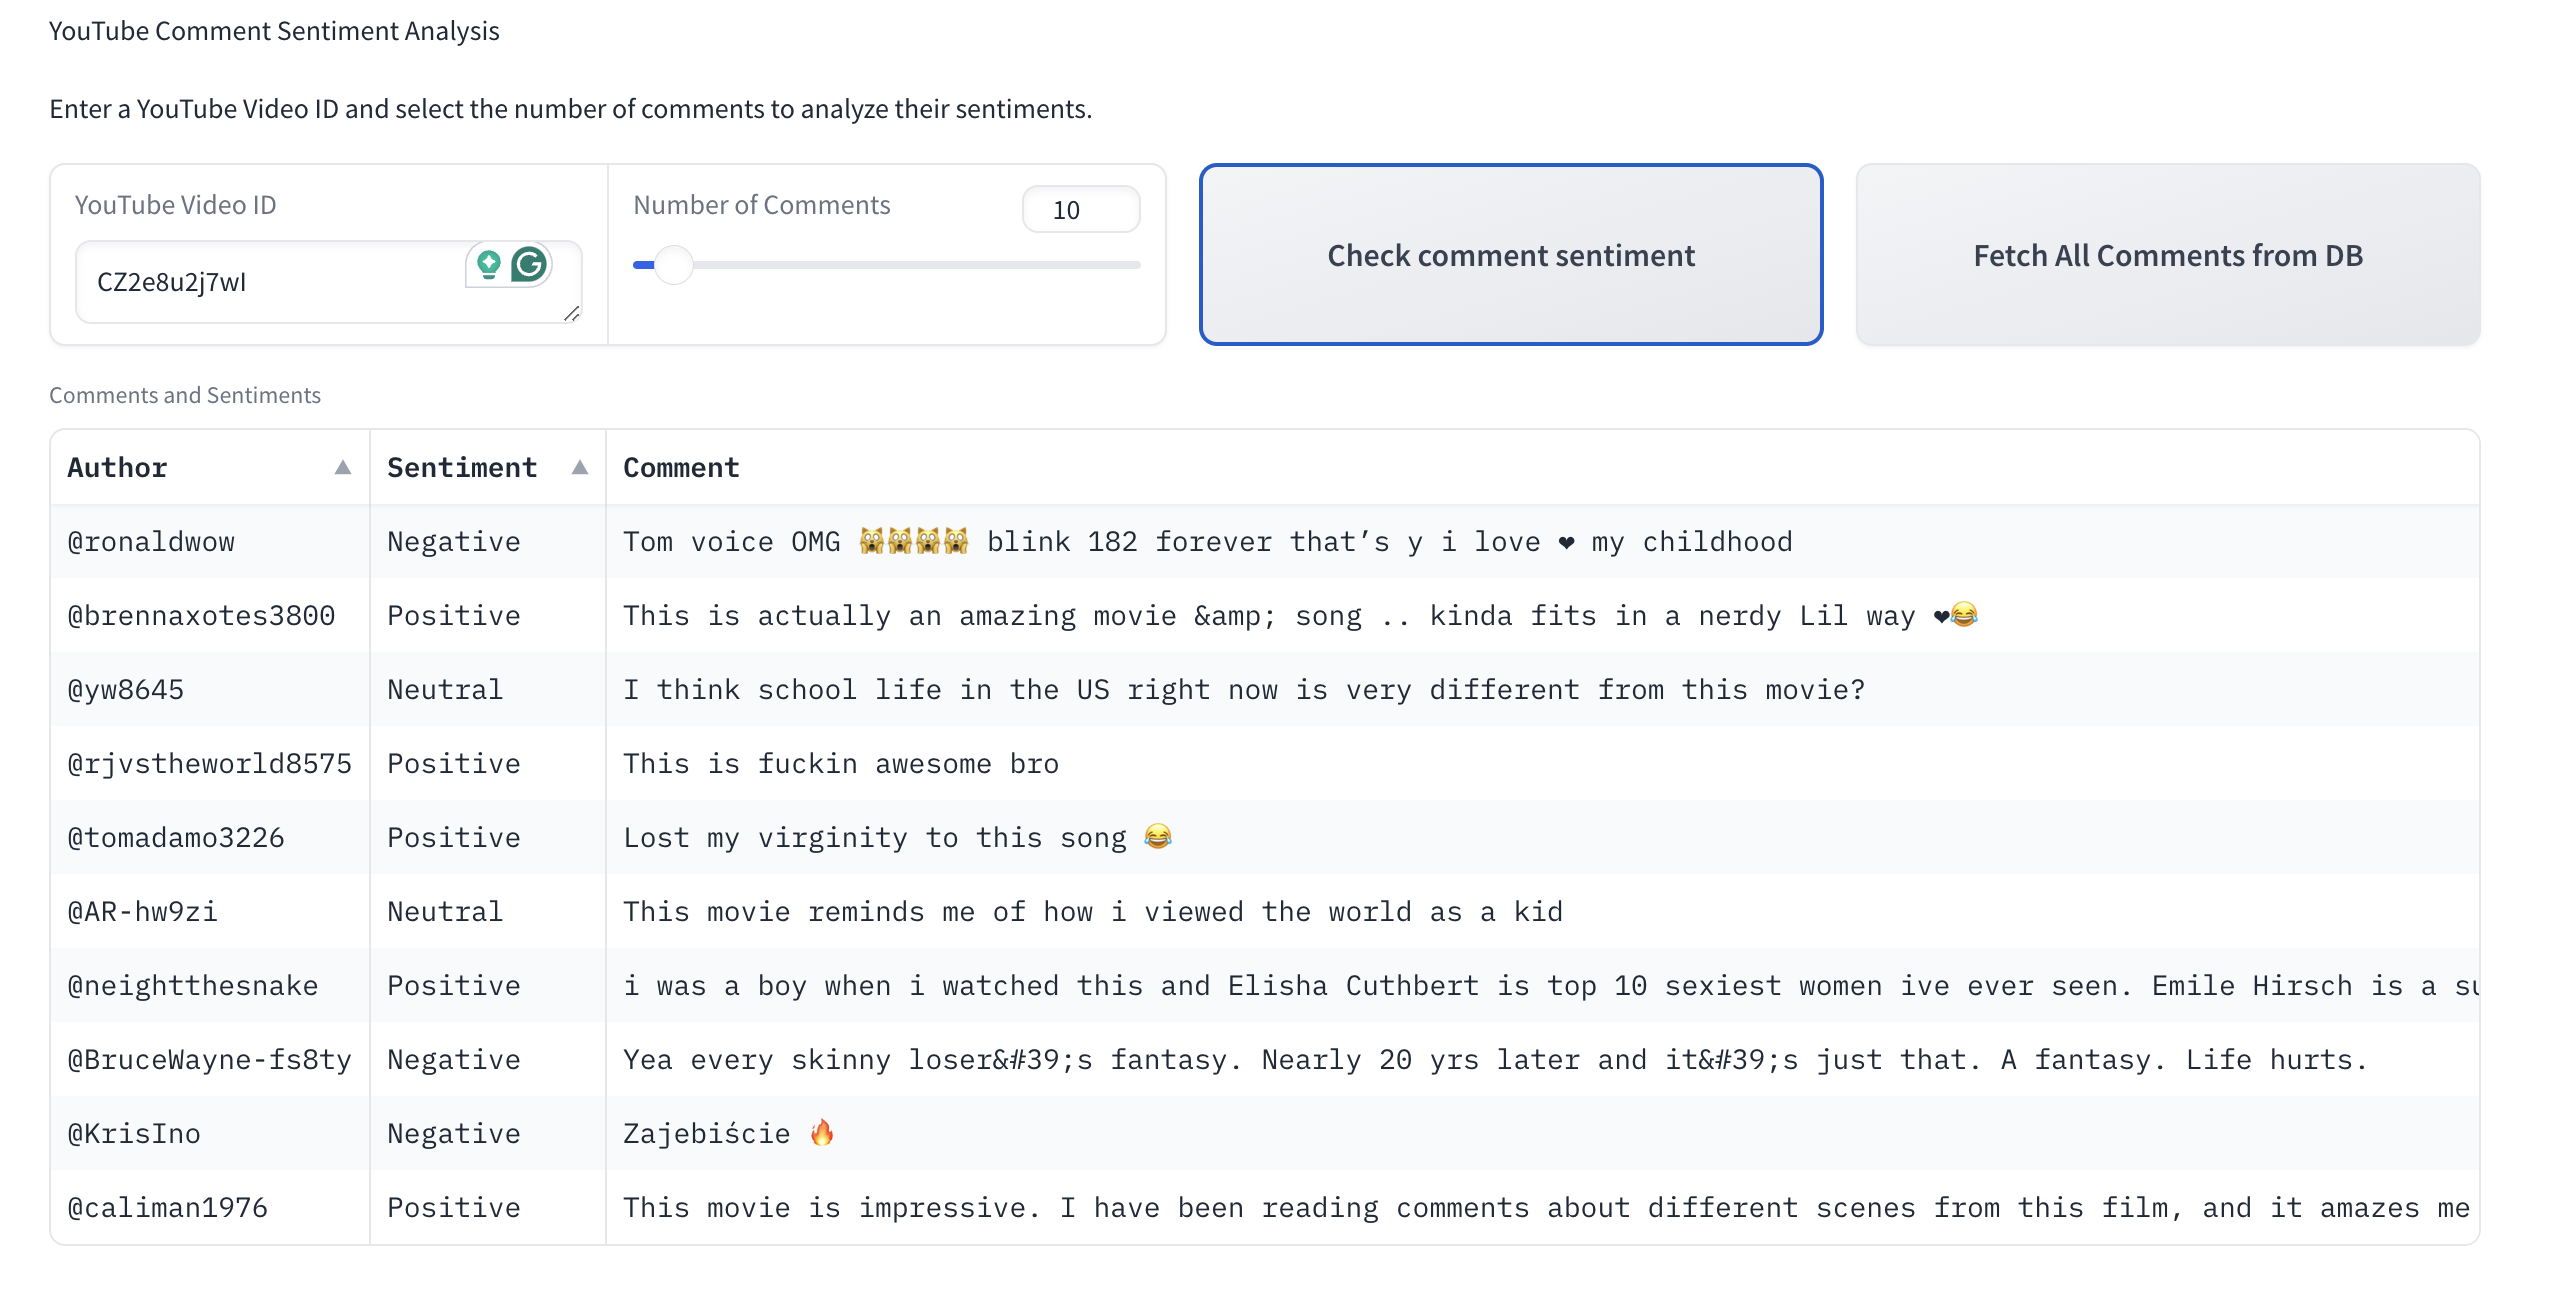 YouTube Comment Sentiment Analysis
Enter a YouTube Video ID and select the number of comments to analyze their sentiments.
YouTube Video ID
CZ2e8u2j7wI
Number of Comments
10
Check comment sentiment
Fetch All Comments from DB
Comments and Sentiments
Author Sentiment Comment
@ronaldwow Negative Tom voice OMG 🙀🙀🙀🙀 blink 182 forever that’s y i love ❤ my childhood
@brennaxotes3800 Positive This is actually an amazing movie &amp; song .. kinda fits in a nerdy Lil way ❤😂
@yw8645 Neutral I think school life in the US right now is very different from this movie?
@rjvstheworld8575 Positive This is fuckin awesome bro
@tomadamo3226 Positive Lost my virginity to this song 😂
@AR-hw9zi Neutral This movie reminds me of how i viewed the world as a kid
@neightthesnake Positive i was a boy when i watched this and Elisha Cuthbert is top 10 sexiest women ive ever seen. Emile Hirsch is a
@BruceWayne-fs8ty Negative Yea every skinny loser&#39;s fantasy. Nearly 20 yrs later and it&#39;s just that. A fantasy. Life hurts.
@KrisIno Negative Zajebiście 🔥
@caliman1976 Positive This movie is impressive. I have been reading comments about different scenes from this film, and it amazes me